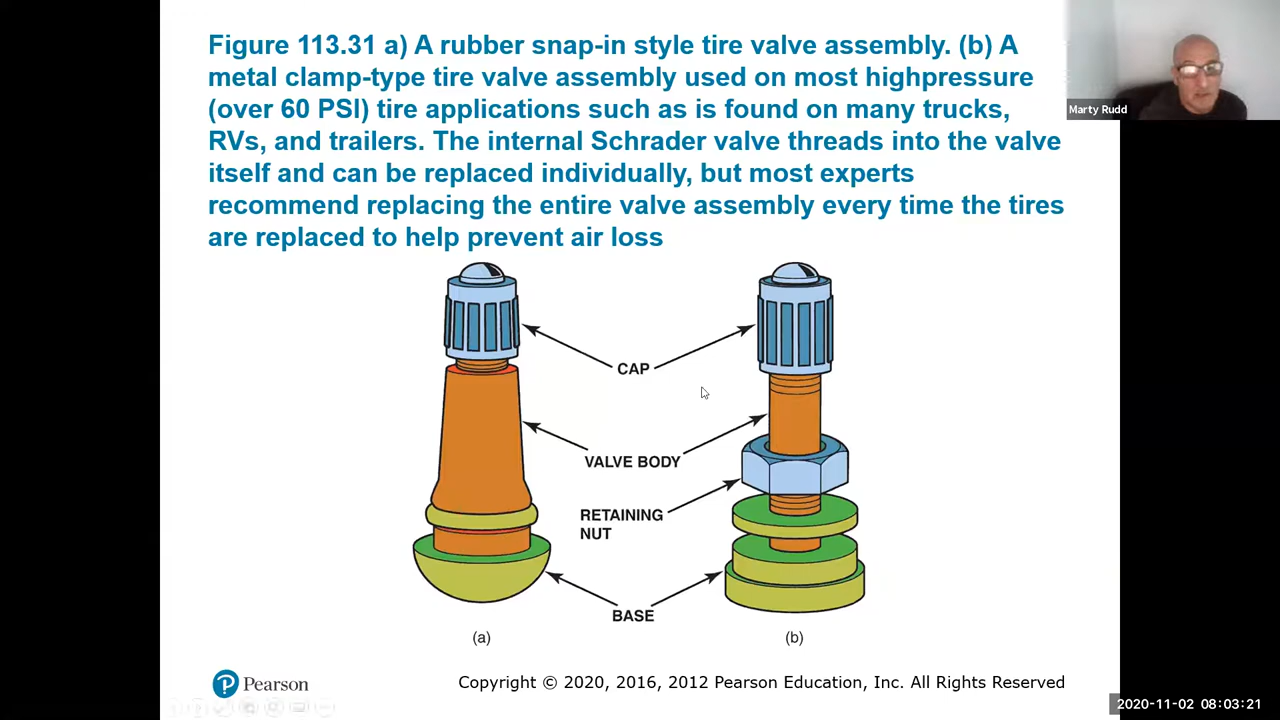 Figure 113.31 a) A rubber snap-in style tire valve assembly. (b) A
metal clamp-type tire valve assembly used on most highpressure
(over 60 PSI) tire applications such as is found on many trucks,
RVs, and trailers. The internal Schrader valve threads into the valve
itself and can be replaced individually, but most experts
recommend replacing the entire valve assembly every time the tires
are replaced to help prevent air loss
Marty Rudd
CAP
VALVE BODY
RETAINING
NUT
BASE
(a)
(b)
Pearson
Copyright © 2020, 2016, 2012 Pearson Education, Inc. All Rights Reserved
2020-11-02 08:03:21